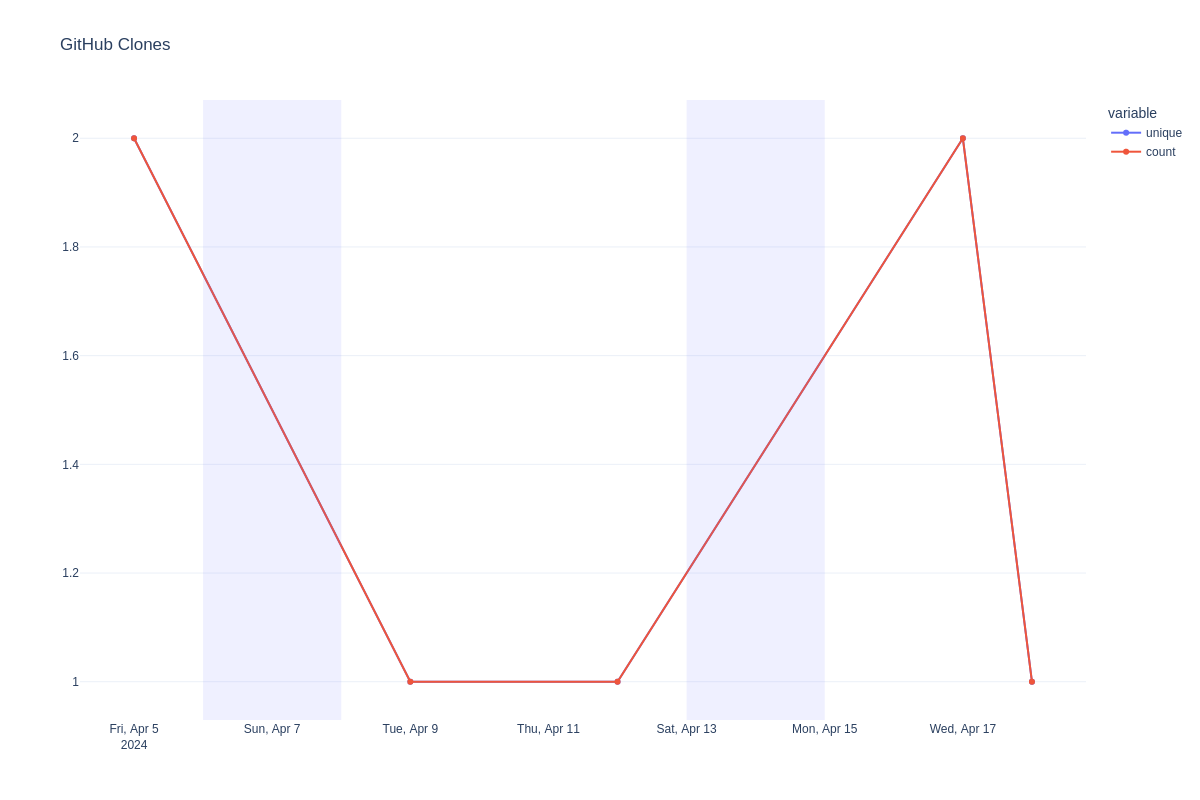 GitHub Clones
variable
unique
count
2
1.8
1.6
1.4
1.2
1
Fri, Apr 5
2024
Sun, Apr 7
Tue, Apr 9
Thu, Apr 11
Sat, Apr 13
Mon, Apr 15
Wed, Apr 17